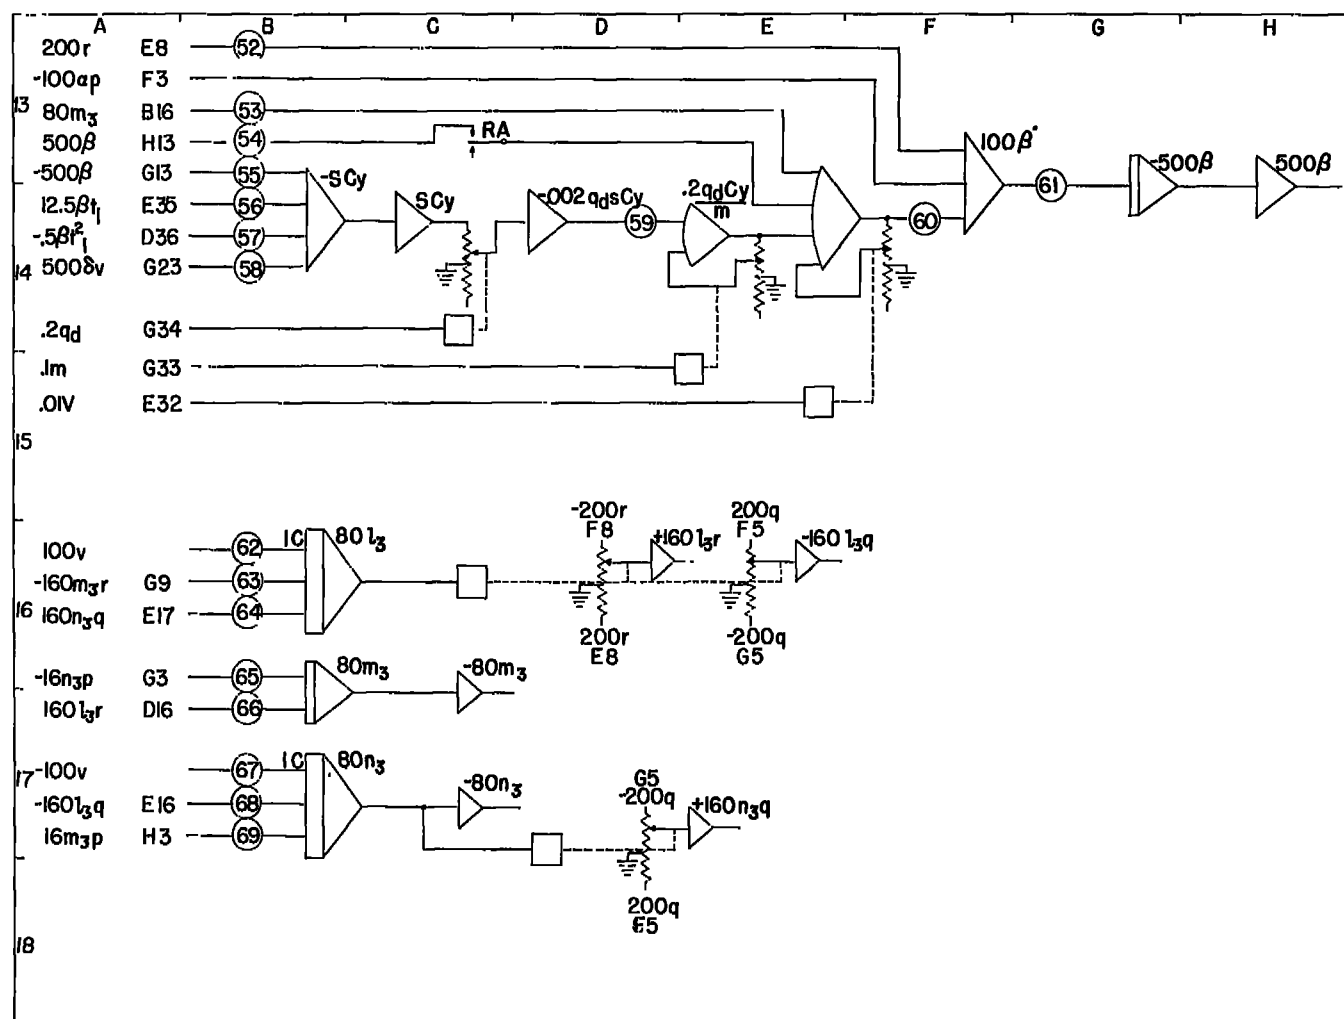 A B C D E F G H
200r E8 52
-100αp F3
13 80m₃ B16 53
500β H13 54 RA 100β̇
-500β G13 55 -SCy -500β 500β
12.5βt₁ E35 56 SCy -.002qdsCy .2qdCy/m 61
-.5βt₁² D36 57 59 60
14 500δv G23 58
.2qd G34
.1m G33
.01V E32
15
-200r 200q
F8 F5
100v 62 IC 80l₃ +160l₃r -160l₃q
-160m₃r G9 63
16 160n₃q E17 64
200r -200q
E8 G5
-16n₃p G3 65 80m₃ -80m₃
160l₃r D16 66
17 -100v 67 IC 80n₃ -80n₃ G5
-160l₃q E16 68 -200q +160n₃q
16m₃p H3 69
200q
E5
18